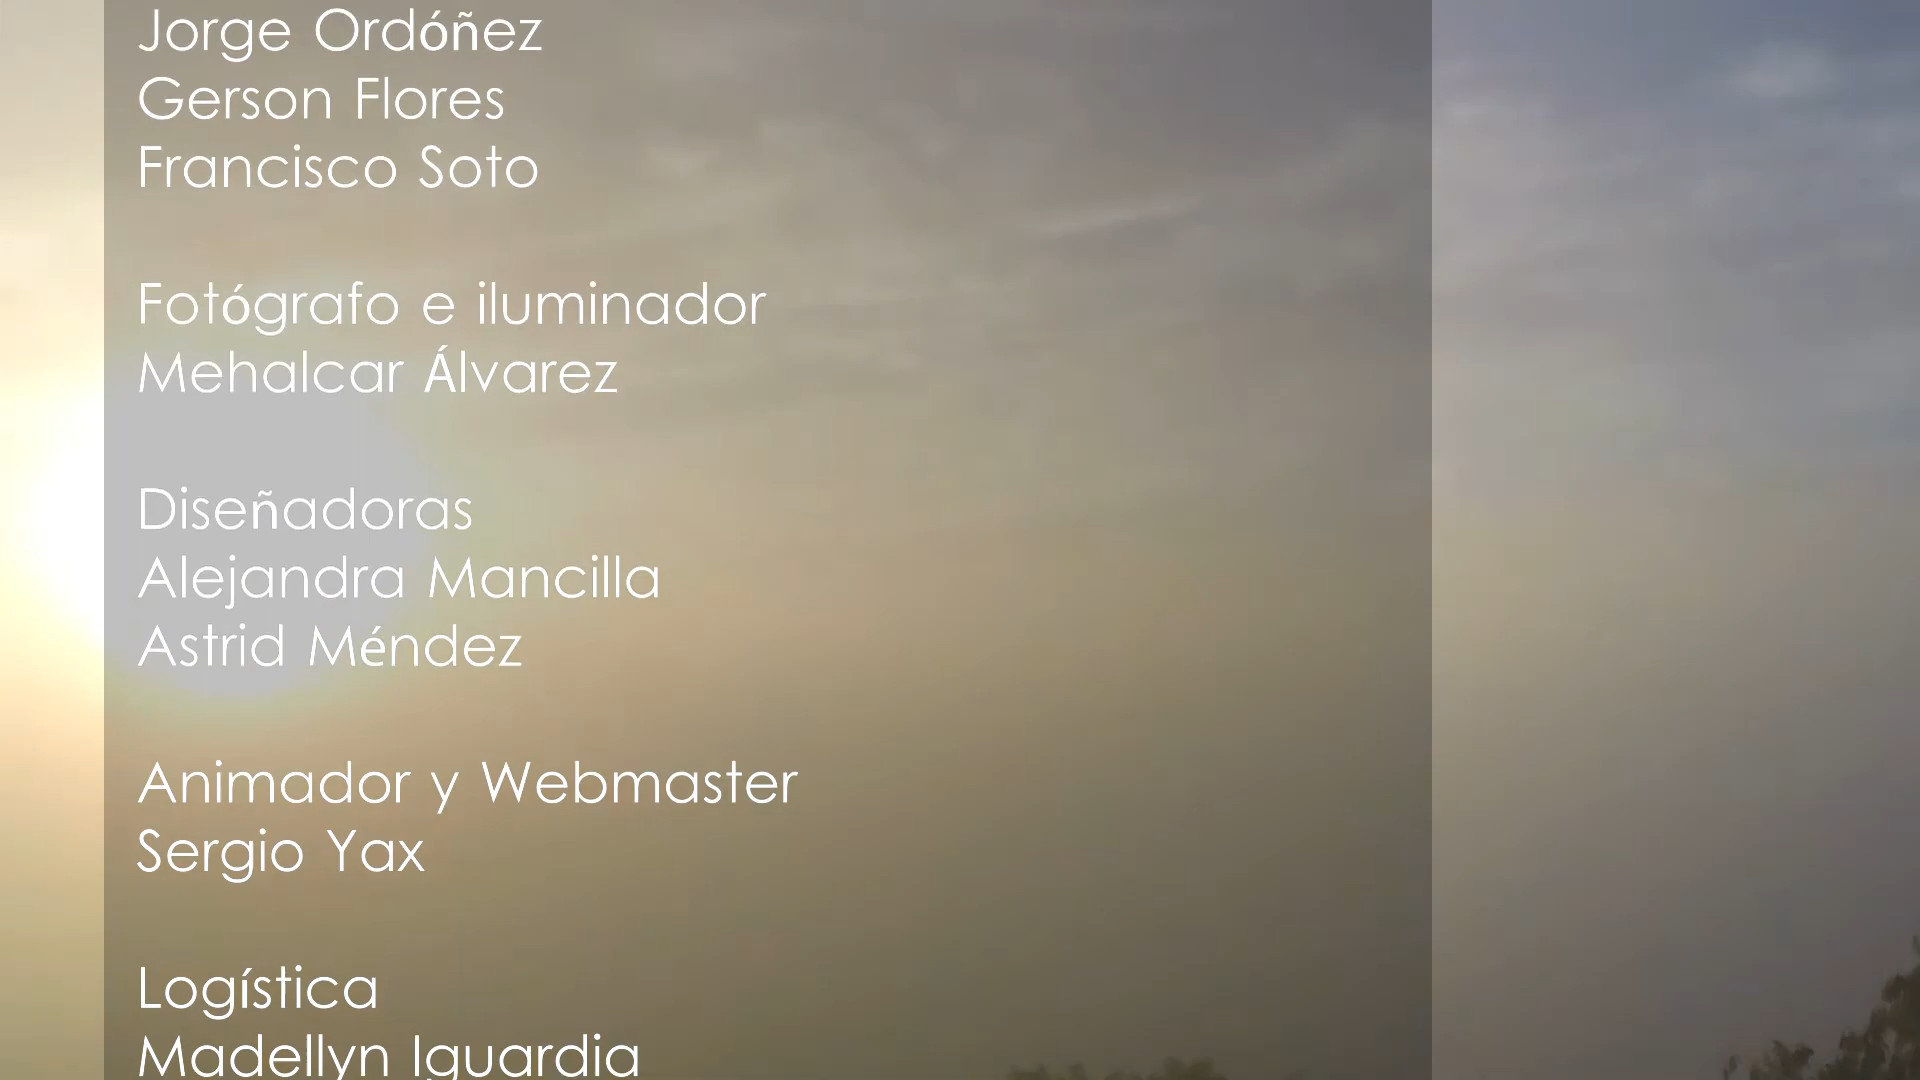 Jorge Ordóñez
Gerson Flores
Francisco Soto
Fotógrafo e iluminador
Mehalcar Álvarez
Diseñadoras
Alejandra Mancilla
Astrid Méndez
Animador y Webmaster
Sergio Yax
Logística
Madellyn Iguardia